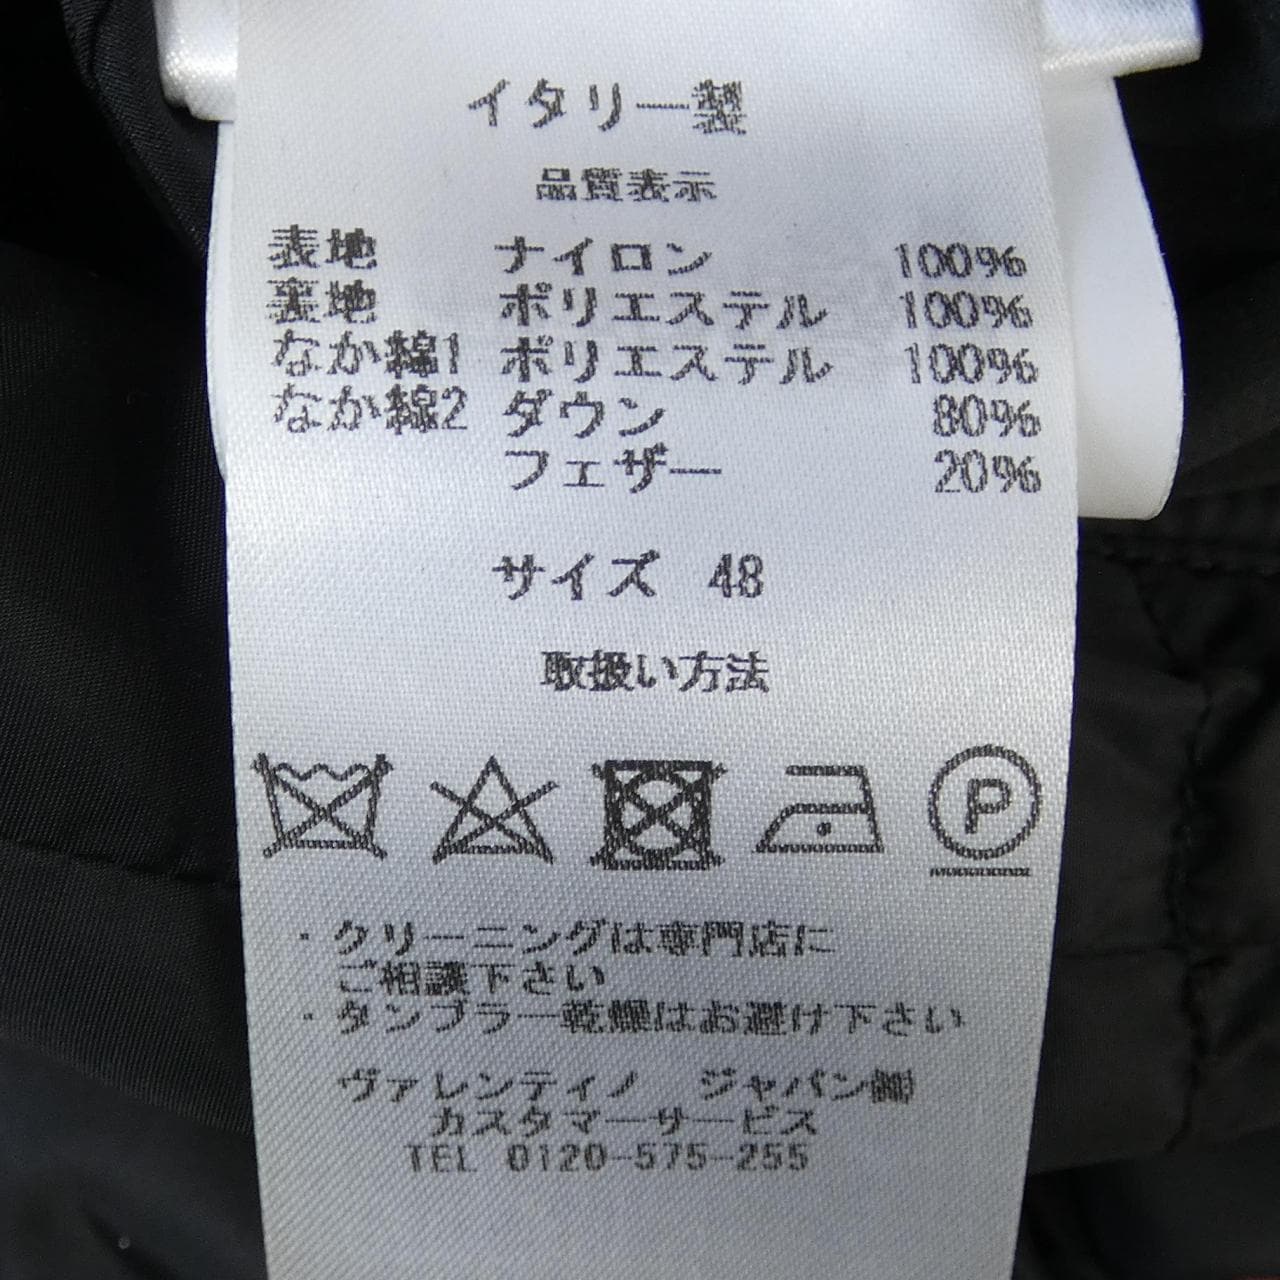 イタリー製
品質表示
表地 ナイロン 100%
裏地 ポリエステル 100%
なか綿1 ポリエステル 100%
なか綿2 ダウン 80%
フェザー 20%
サイズ 48
取扱い方法
P
・クリーニングは専門店に
ご相談下さい
・タンブラー乾燥はお避け下さい
ヴァレンティノ ジャパン㈱
カスタマーサービス
TEL 0120-575-255